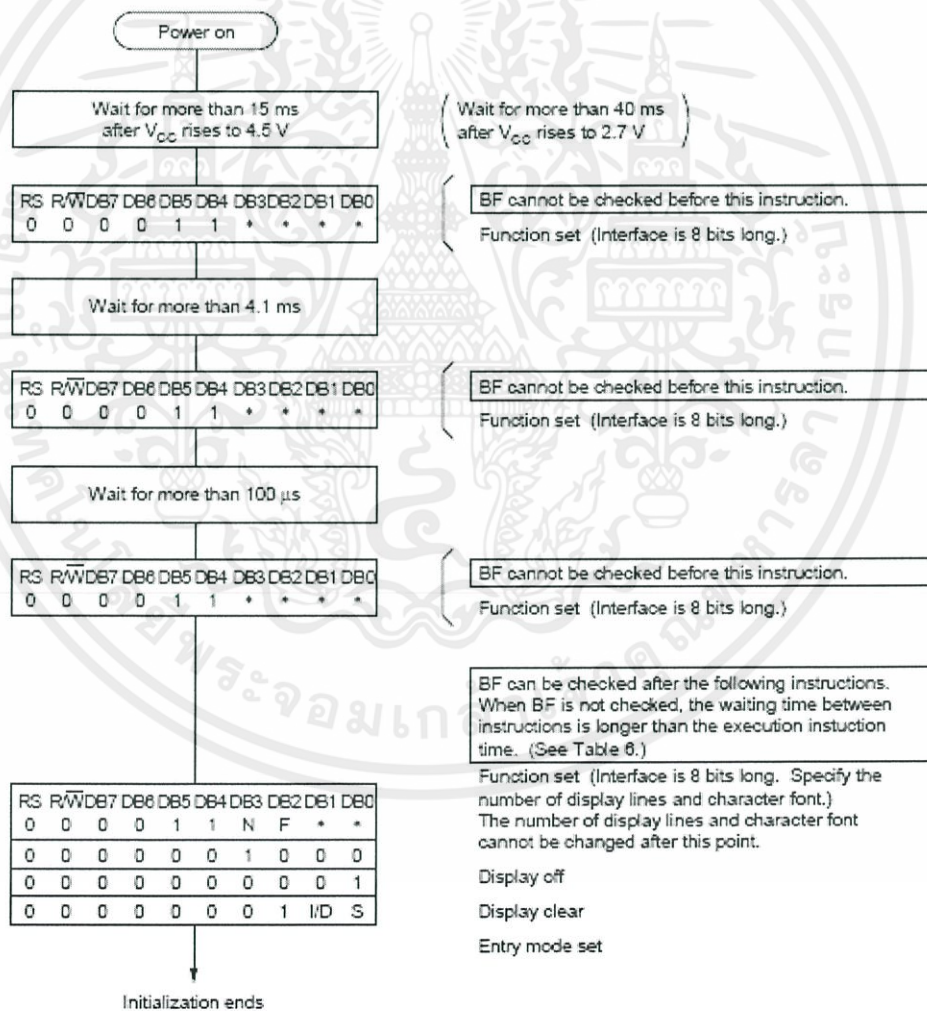 Power on
Wait for more than 15 ms
after VCC rises to 4.5 V
(Wait for more than 40 ms
after VCC rises to 2.7 V)
RS R/W̅ DB7 DB6 DB5 DB4 DB3 DB2 DB1 DB0
0 0 0 0 1 1 * * * *
BF cannot be checked before this instruction.
Function set (Interface is 8 bits long.)
Wait for more than 4.1 ms
RS R/W̅ DB7 DB6 DB5 DB4 DB3 DB2 DB1 DB0
0 0 0 0 1 1 * * * *
BF cannot be checked before this instruction.
Function set (Interface is 8 bits long.)
Wait for more than 100 µs
RS R/W̅ DB7 DB6 DB5 DB4 DB3 DB2 DB1 DB0
0 0 0 0 1 1 * * * *
BF cannot be checked before this instruction.
Function set (Interface is 8 bits long.)
BF can be checked after the following instructions.
When BF is not checked, the waiting time between
instructions is longer than the execution instuction
time. (See Table 6.)
RS R/W̅ DB7 DB6 DB5 DB4 DB3 DB2 DB1 DB0
0 0 0 0 1 1 N F * *
0 0 0 0 0 0 1 0 0 0
0 0 0 0 0 0 0 0 0 1
0 0 0 0 0 0 0 1 I/D S
Function set (Interface is 8 bits long. Specify the
number of display lines and character font.)
The number of display lines and character font
cannot be changed after this point.
Display off
Display clear
Entry mode set
Initialization ends